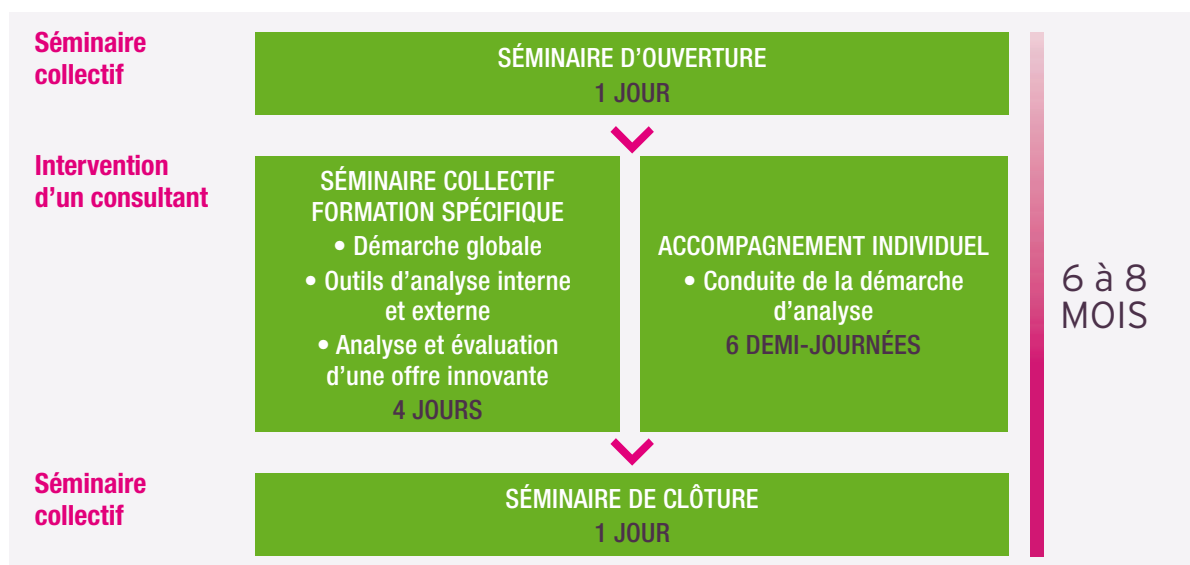 Séminaire
collectif
SÉMINAIRE D'OUVERTURE
1 JOUR
Intervention
d'un consultant
SÉMINAIRE COLLECTIF
FORMATION SPÉCIFIQUE
• Démarche globale
• Outils d'analyse interne
et externe
• Analyse et évaluation
d'une offre innovante
4 JOURS
ACCOMPAGNEMENT INDIVIDUEL
• Conduite de la démarche
d'analyse
6 DEMI-JOURNÉES
6 à 8
MOIS
Séminaire
collectif
SÉMINAIRE DE CLÔTURE
1 JOUR